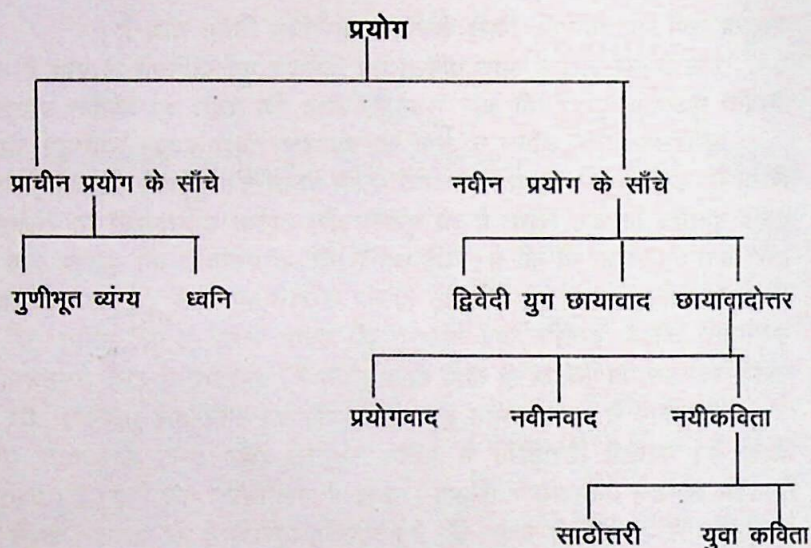 प्रयोग
प्राचीन प्रयोग के साँचे नवीन प्रयोग के साँचे
गुणीभूत व्यंग्य ध्वनि द्विवेदी युग छायावाद छायावादोत्तर
प्रयोगवाद नवीनवाद नयीकविता
साठोत्तरी युवा कविता